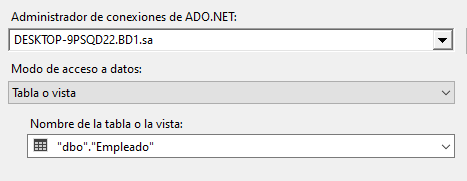 Administrador de conexiones de ADO.NET:
DESKTOP-9PSQD22.BD1.sa
Modo de acceso a datos:
Tabla o vista
Nombre de la tabla o la vista:
"dbo"."Empleado"